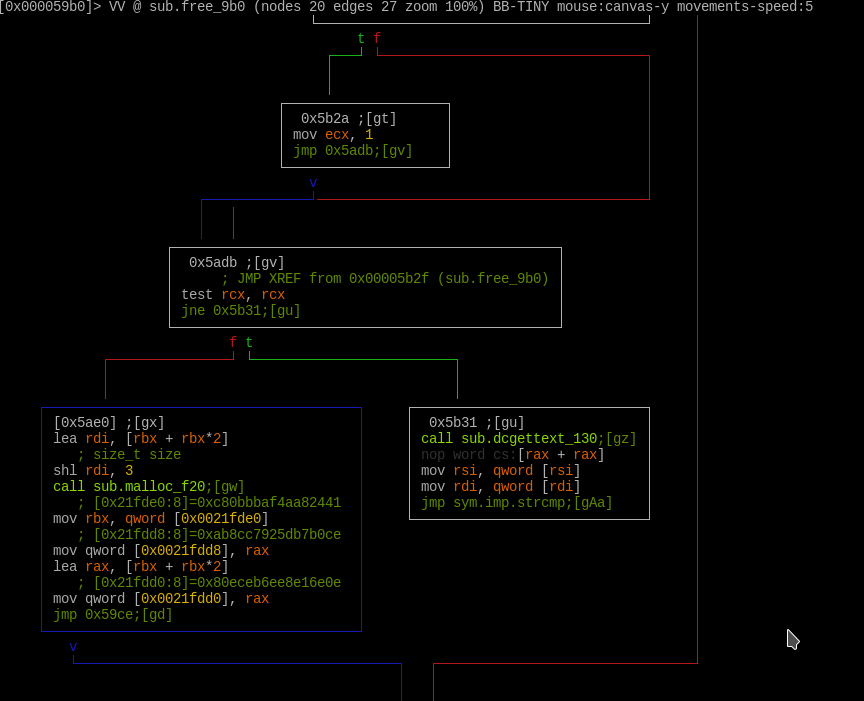 [0x000059b0]> VV @ sub.free_9b0 (nodes 20 edges 27 zoom 100%) BB-TINY mouse:canvas-y movements-speed:5
t f
0x5b2a ;[gt]
mov ecx, 1
jmp 0x5adb;[gv]
v
0x5adb ;[gv]
; JMP XREF from 0x00005b2f (sub.free_9b0)
test rcx, rcx
jne 0x5b31;[gu]
f t
[0x5ae0] ;[gx]
lea rdi, [rbx + rbx*2]
; size_t size
shl rdi, 3
call sub.malloc_f20;[gw]
; [0x21fde0:8]=0xc80bbbaf4aa82441
mov rbx, qword [0x0021fde0]
; [0x21fdd8:8]=0xab8cc7925db7b0ce
mov qword [0x0021fdd8], rax
lea rax, [rbx + rbx*2]
; [0x21fdd0:8]=0x80eceb6ee8e16e0e
mov qword [0x0021fdd0], rax
jmp 0x59ce;[gd]
v
0x5b31 ;[gu]
call sub.dcgettext_130;[gz]
nop word cs:[rax + rax]
mov rsi, qword [rsi]
mov rdi, qword [rdi]
jmp sym.imp.strcmp;[gAa]